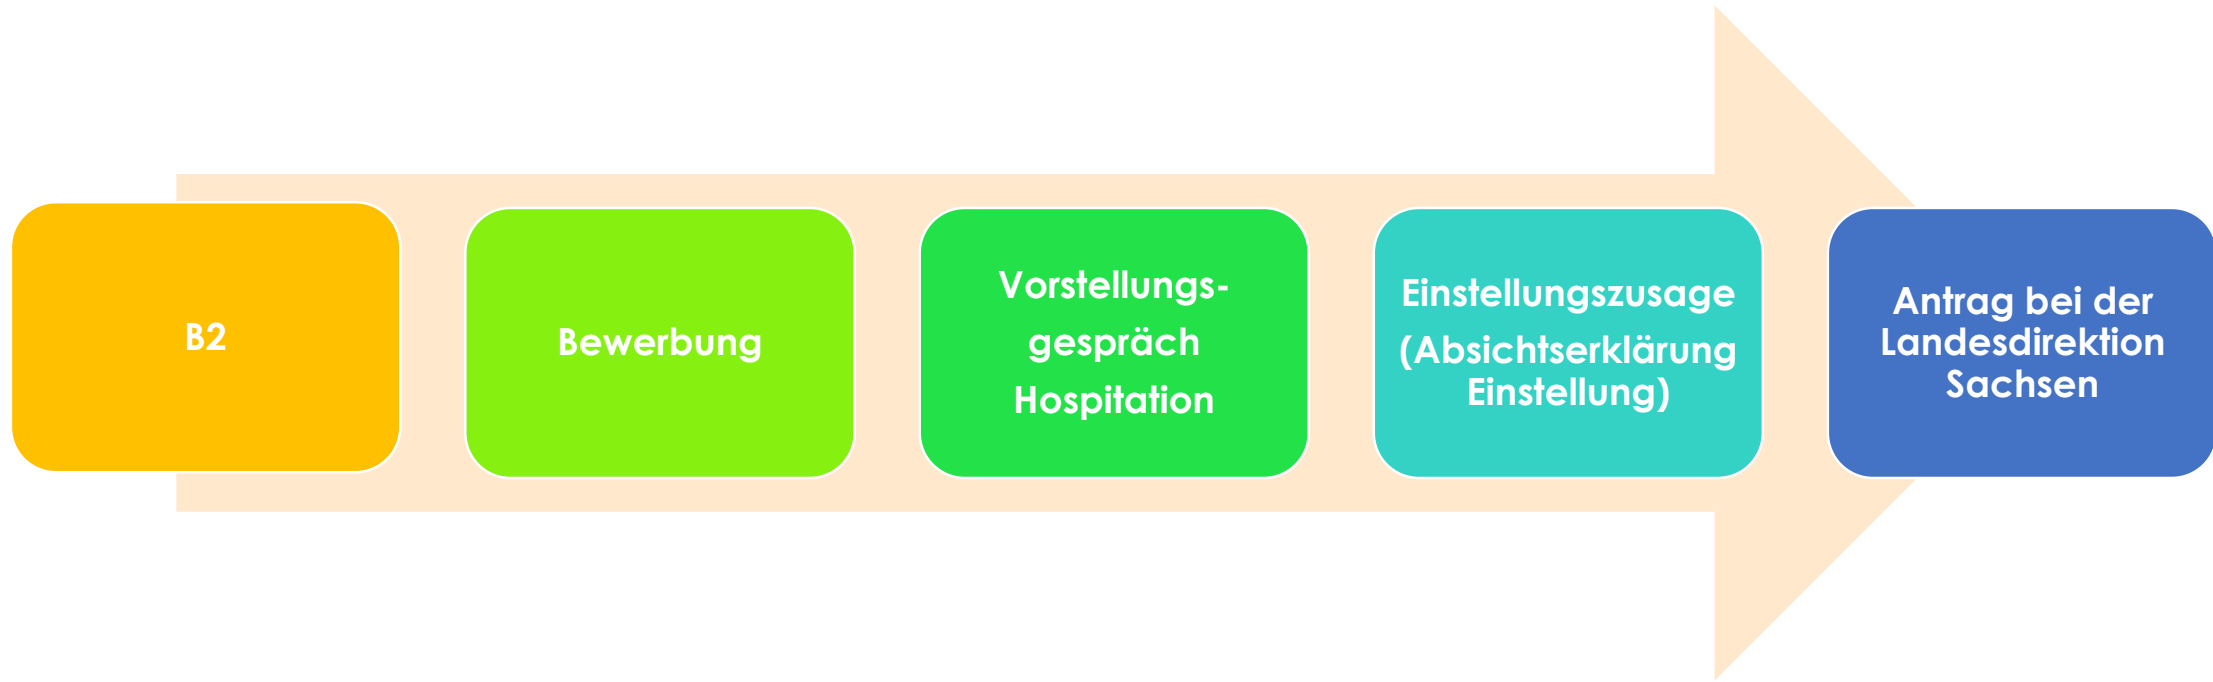 B2
Bewerbung
Vorstellungs-
gespräch
Hospitation
Einstellungszusage
(Absichtserklärung
Einstellung)
Antrag bei der
Landesdirektion
Sachsen